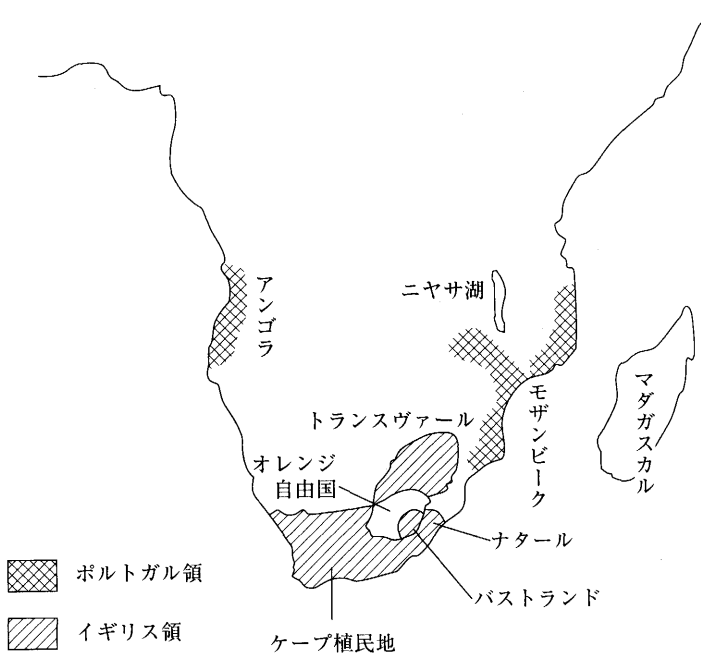 アンゴラ
ニヤサ湖
マダガスカル
モザンビーク
トランスヴァール
オレンジ
自由国
ナタール
バストランド
ケープ植民地
ポルトガル領
イギリス領